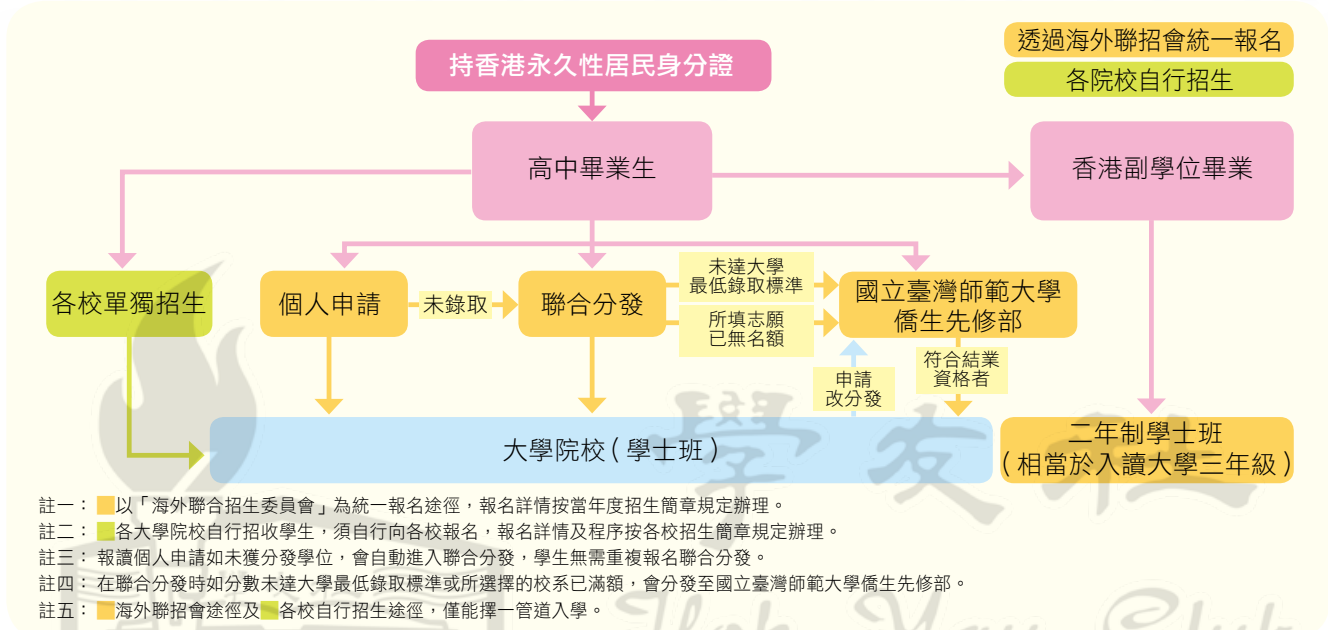 透過海外聯招會統一報名
各院校自行招生
持香港永久性居民身分證
高中畢業生
香港副學位畢業
各校單獨招生
個人申請
未錄取
聯合分發
未達大學
最低錄取標準
所填志願
已無名額
國立臺灣師範大學
僑生先修部
申請
改分發
符合結業
資格者
大學院校(學士班)
二年制學士班
(相當於入讀大學三年級)
註一：以「海外聯合招生委員會」為統一報名途徑，報名詳情按當年度招生簡章規定辦理。
註二：各大學院校自行招收學生，須自行向各校報名，報名詳情及程序按各校招生簡章規定辦理。
註三：報讀個人申請如未獲分發學位，會自動進入聯合分發，學生無需重複報名聯合分發。
註四：在聯合分發時如分數未達大學最低錄取標準或所選擇的校系已滿額，會分發至國立臺灣師範大學僑生先修部。
註五：海外聯招會途徑及各校自行招生途徑，僅能擇一管道入學。
學友社
Hok Yau Club